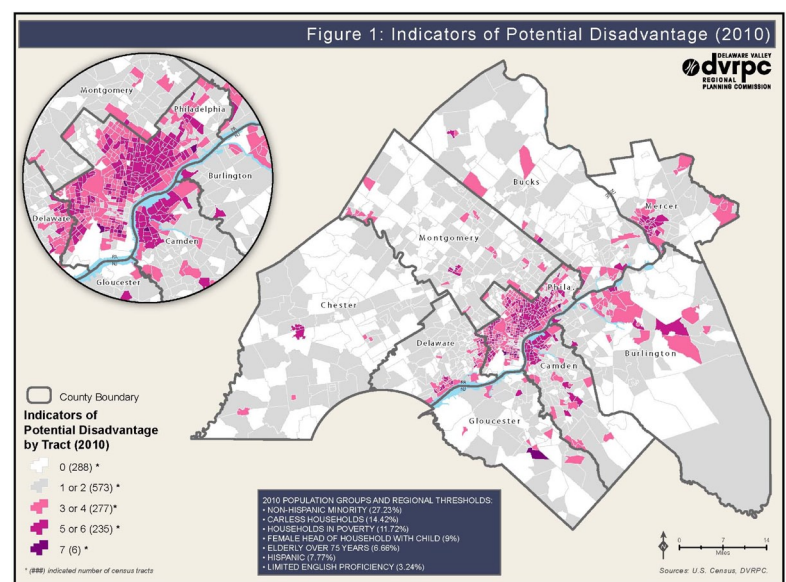 Figure 1: Indicators of Potential Disadvantage (2010)
DELAWARE VALLEY
dvrpc
REGIONAL
PLANNING COMMISSION
Montgomery
Philadelphia
Burlington
Delaware
Camden
Gloucester
PA
NJ
Bucks
Mercer
Montgomery
Phila.
Chester
Delaware
Burlington
Camden
Gloucester
PA
NJ
County Boundary
Indicators of
Potential Disadvantage
by Tract (2010)
0 (288) *
1 or 2 (573)*
3 or 4 (277)*
5 or 6 (235)*
7 (6) *
* (###) indicated number of census tracts
2010 POPULATION GROUPS AND REGIONAL THRESHOLDS:
• NON-HISPANIC MINORITY (27.23%)
• CARLESS HOUSEHOLDS (14.42%)
• HOUSEHOLDS IN POVERTY (11.72%)
• FEMALE HEAD OF HOUSEHOLD WITH CHILD (9%)
• ELDERLY OVER 75 YEARS (6.66%)
• HISPANIC (7.77%)
• LIMITED ENGLISH PROFICIENCY (3.24%)
0 7 14
Miles
Sources: U.S. Census, DVRPC.